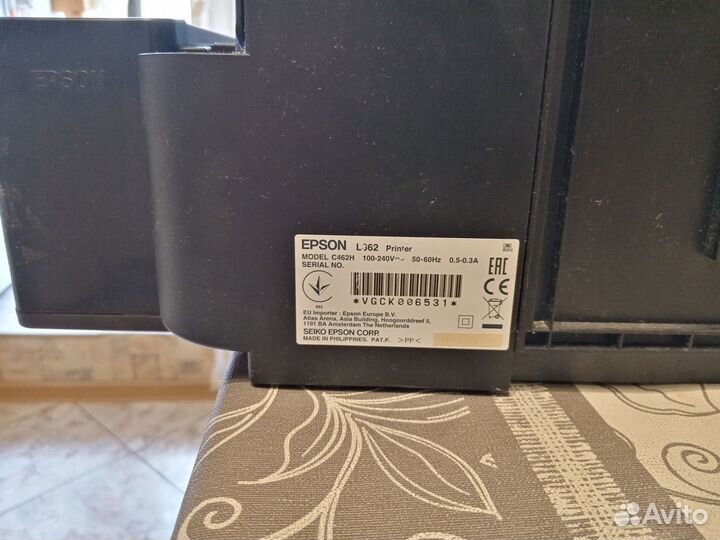 EPSON
EPSON L362 Printer
MODEL C462H 100-240V~ 50-60Hz 0.5-0.3A
SERIAL NO.
EAC
*VGCK006531*
CE
EU Importer : Epson Europe B.V.
Atlas Arena, Asia Building, Hoogoorddreef 5,
1101 BA Amsterdam The Netherlands
SEIKO EPSON CORP.
MADE IN PHILIPPINES. PAT.P. >PP<
Avito